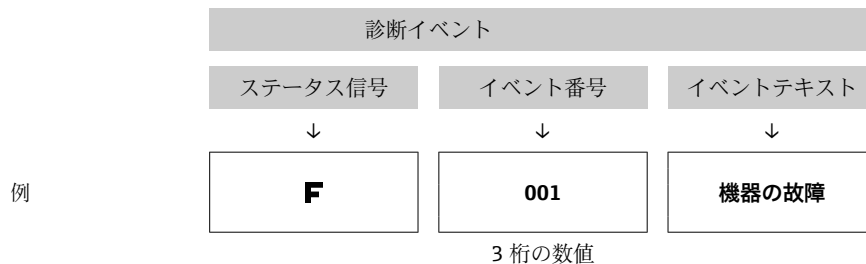 診断イベント
ステータス信号 イベント番号 イベントテキスト
↓ ↓ ↓
例 F 001 機器の故障
3 桁の数値